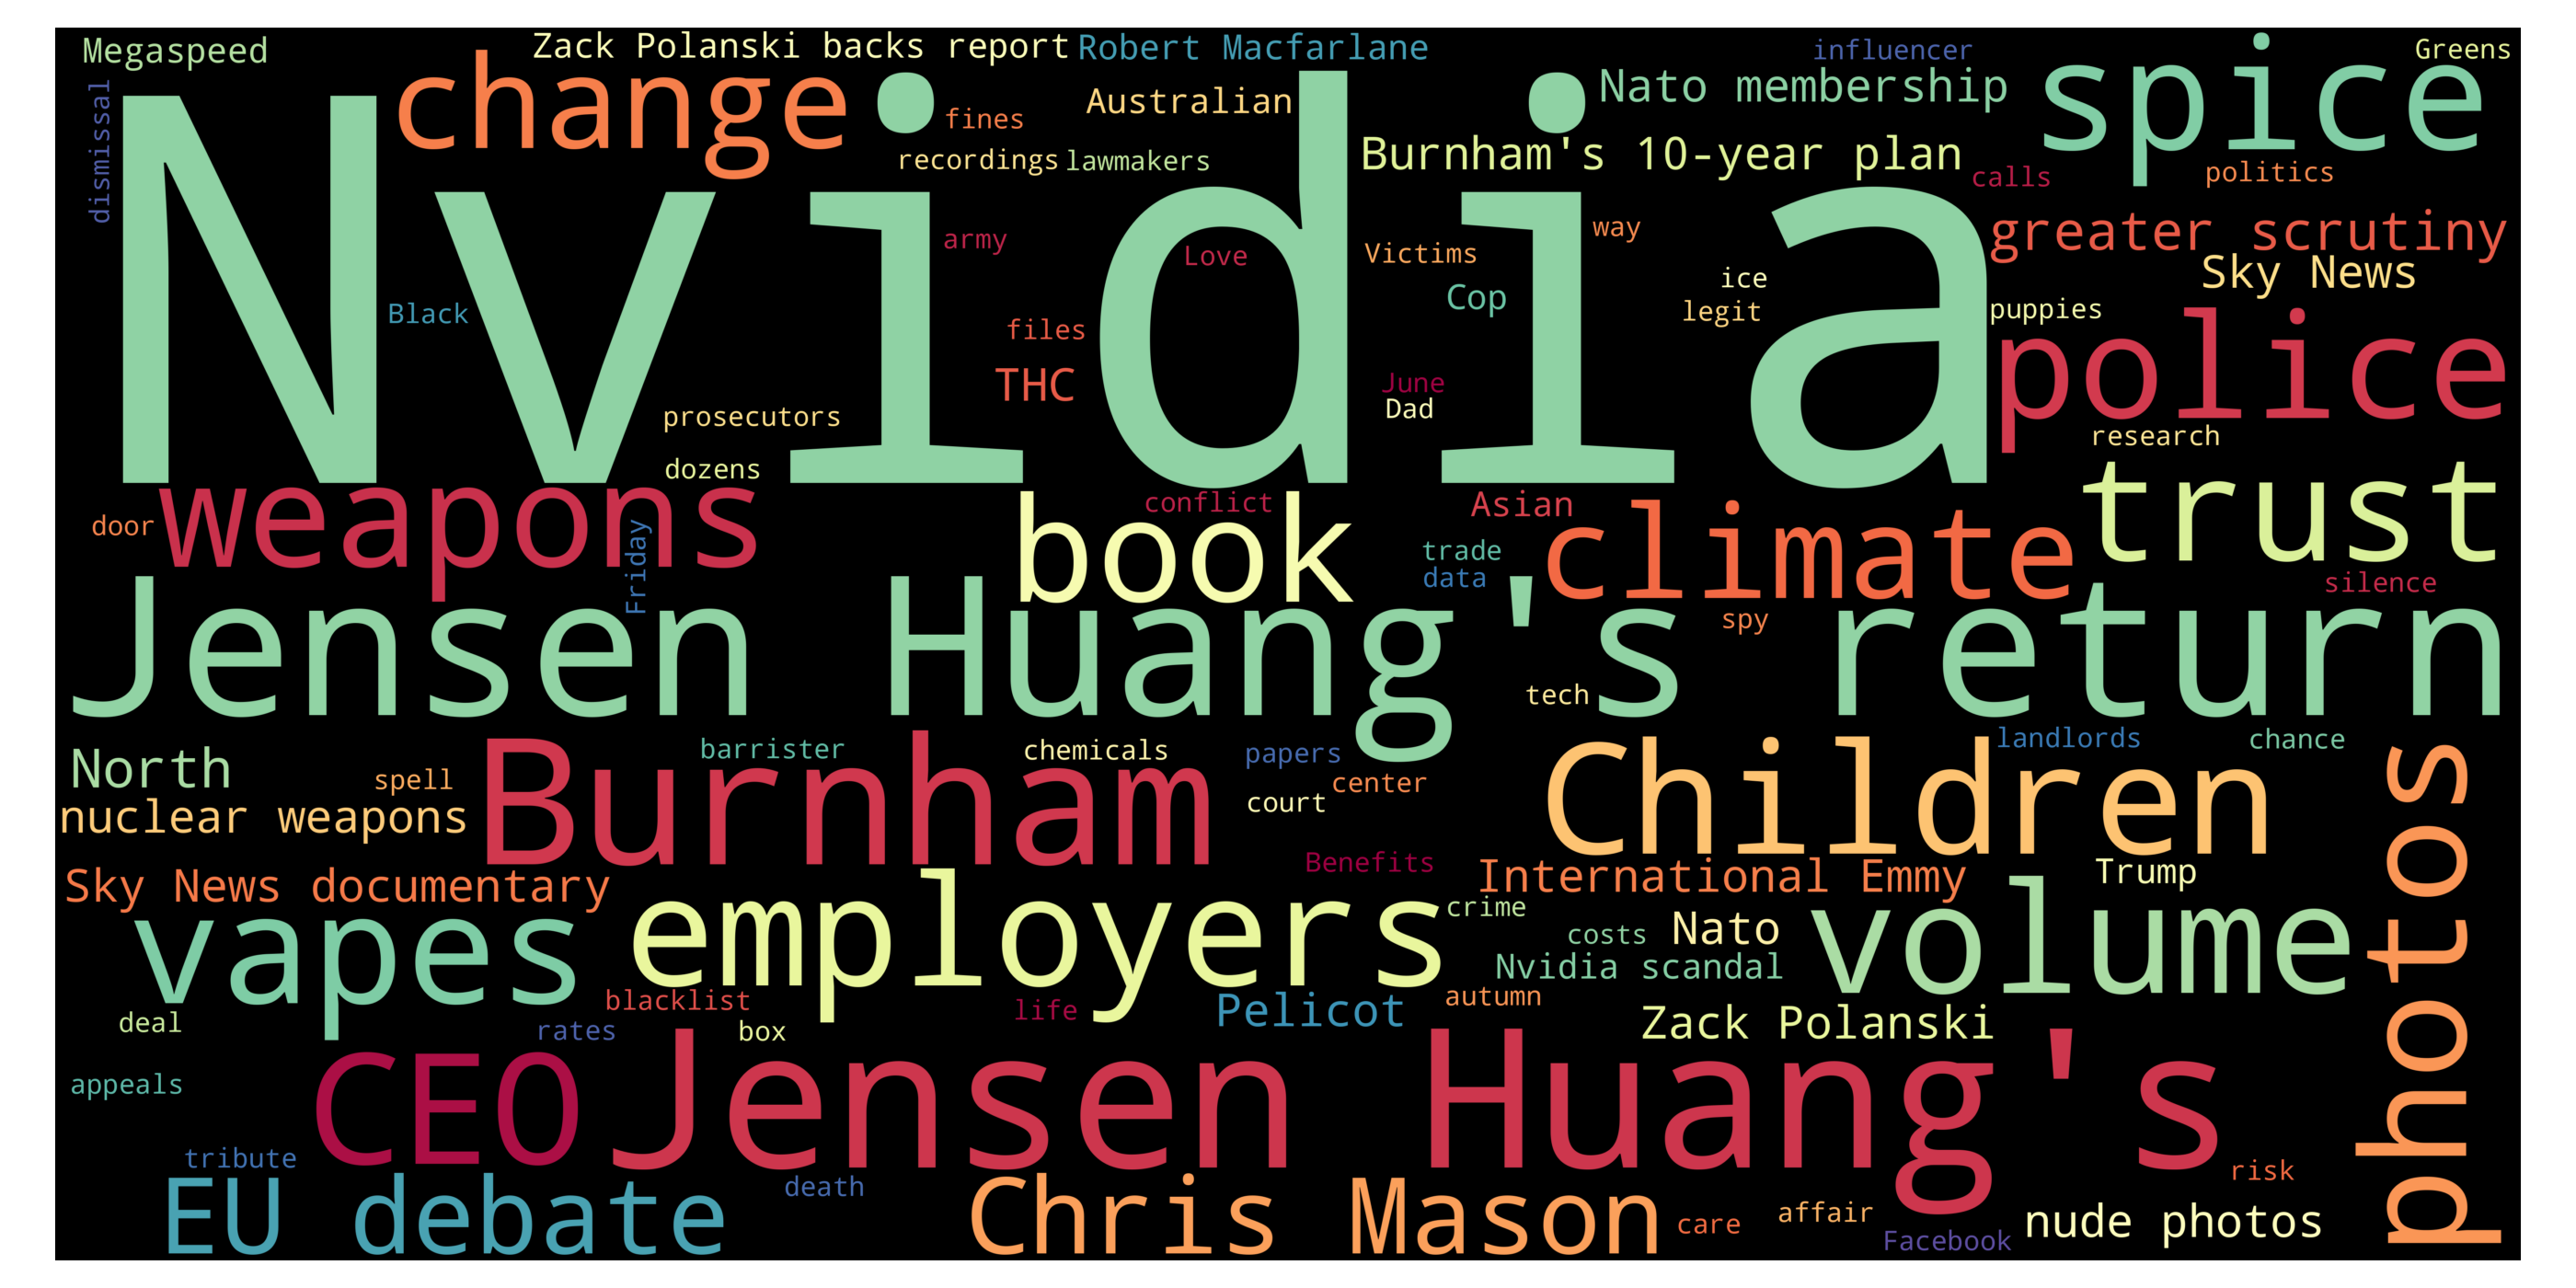 Megaspeed
Zack Polanski backs report
Robert Macfarlane
influencer
Greens
dismissal
change
fines
Australian
Nato membership
spice
recordings
lawmakers
Burnham's 10-year plan
calls
politics
Nvidia
army
Love
Victims
way
greater scrutiny
Black
files
Cop
ice
legit
Sky News
puppies
police
THC
June
Dad
prosecutors
research
dozens
weapons
door
Friday
book
conflict
Asian
climate
trust
trade
data
silence
spy
Jensen Huang's return
tech
North
spell
Burnham
barrister
chemicals
papers
center
court
Children
landlords
chance
photos
nuclear weapons
Sky News documentary
Benefits
International Emmy
Trump
vapes
employers
crime
costs
Nato
Nvidia scandal
volume
deal
rates
blacklist
box
life
Pelicot
autumn
Zack Polanski
appeals
CEO
Jensen Huang's
tribute
death
risk
EU debate
Chris Mason
care
affair
Facebook
nude photos